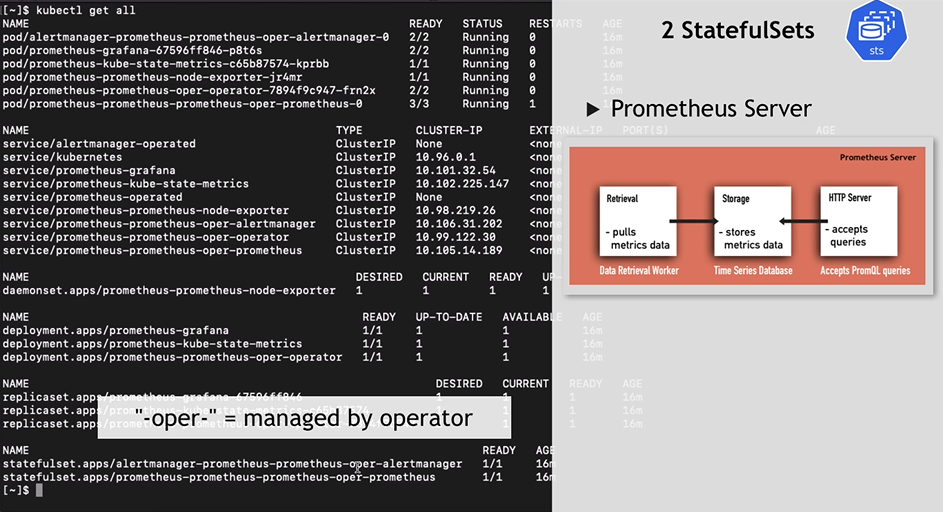 [~]$ kubectl get all
NAME READY STATUS RESTARTS AGE
pod/alertmanager-prometheus-prometheus-oper-alertmanager-0 2/2 Running 0 16m
pod/prometheus-grafana-67596ff846-p8t6s 2/2 Running 0
pod/prometheus-kube-state-metrics-c65b87574-kprbb 1/1 Running 0
pod/prometheus-prometheus-node-exporter-jr4mr 1/1 Running 0
pod/prometheus-prometheus-oper-operator-7894f9c947-frn2x 2/2 Running 0
pod/prometheus-prometheus-prometheus-oper-prometheus-0 3/3 Running 1
NAME TYPE CLUSTER-IP EXTERNAL-IP PORT(S) AGE
service/alertmanager-operated ClusterIP None <none
service/kubernetes ClusterIP 10.96.0.1 <none
service/prometheus-grafana ClusterIP 10.101.32.54 <none
service/prometheus-kube-state-metrics ClusterIP 10.102.225.147 <none
service/prometheus-operated ClusterIP None <none
service/prometheus-prometheus-node-exporter ClusterIP 10.98.219.26 <none
service/prometheus-prometheus-oper-alertmanager ClusterIP 10.106.31.202 <none
service/prometheus-prometheus-oper-operator ClusterIP 10.99.122.30 <none
service/prometheus-prometheus-oper-prometheus ClusterIP 10.105.14.189 <none
NAME DESIRED CURRENT READY UP-
daemonset.apps/prometheus-prometheus-node-exporter 1 1 1 1
NAME READY UP-TO-DATE AVAILABLE AGE
deployment.apps/prometheus-grafana 1/1 1 1 16m
deployment.apps/prometheus-kube-state-metrics 1/1 1 1 16m
deployment.apps/prometheus-prometheus-oper-operator 1/1 1 1 16m
NAME DESIRED CURRENT READY AGE
replicaset.apps/prometheus-grafana-67596ff846 1 1 1 16m
replicaset.apps/prometheus-kube-state-metrics-c65b87574 1 16m
replicaset.apps 1 16m
"-oper-" = managed by operator
NAME READY AGE
statefulset.apps/alertmanager-prometheus-prometheus-oper-alertmanager 1/1 16m
statefulset.apps/prometheus-prometheus-prometheus-oper-prometheus 1/1 16m
[~]$
2 StatefulSets
sts
▶ Prometheus Server
Prometheus Server
Retrieval
- pulls
metrics data
Data Retrieval Worker
Storage
- stores
metrics data
Time Series Database
HTTP Server
- accepts
queries
Accepts PromQL queries